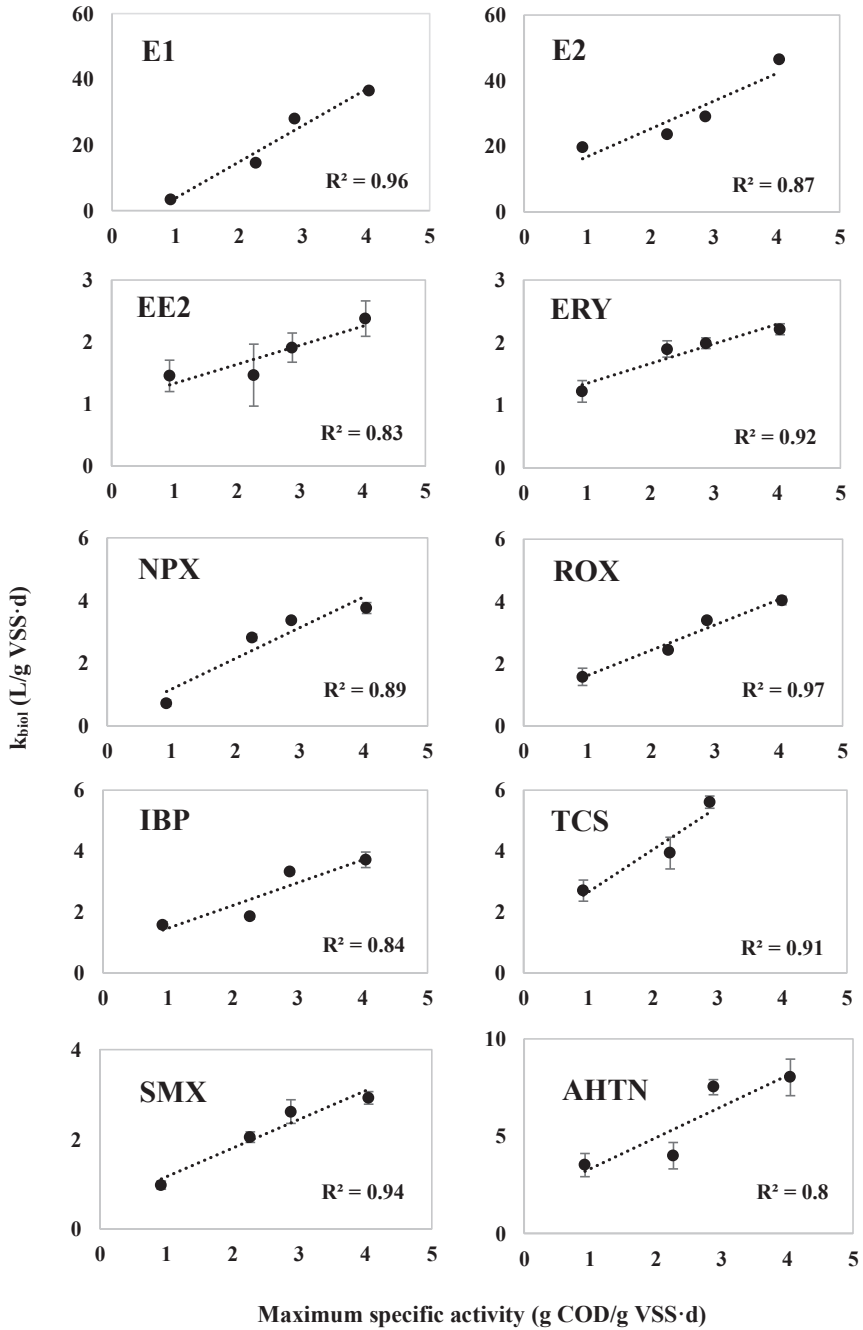 60
40
20
0
E1
R² = 0.96
0 1 2 3 4 5
60
40
20
0
E2
R² = 0.87
0 1 2 3 4 5
3
2
1
0
EE2
R² = 0.83
0 1 2 3 4 5
3
2
1
0
ERY
R² = 0.92
0 1 2 3 4 5
k_biol (L/g VSS·d)
6
4
2
0
NPX
R² = 0.89
0 1 2 3 4 5
6
4
2
0
ROX
R² = 0.97
0 1 2 3 4 5
6
4
2
0
IBP
R² = 0.84
0 1 2 3 4 5
6
4
2
0
TCS
R² = 0.91
0 1 2 3 4 5
4
2
0
SMX
R² = 0.94
0 1 2 3 4 5
10
5
0
AHTN
R² = 0.8
0 1 2 3 4 5
Maximum specific activity (g COD/g VSS·d)